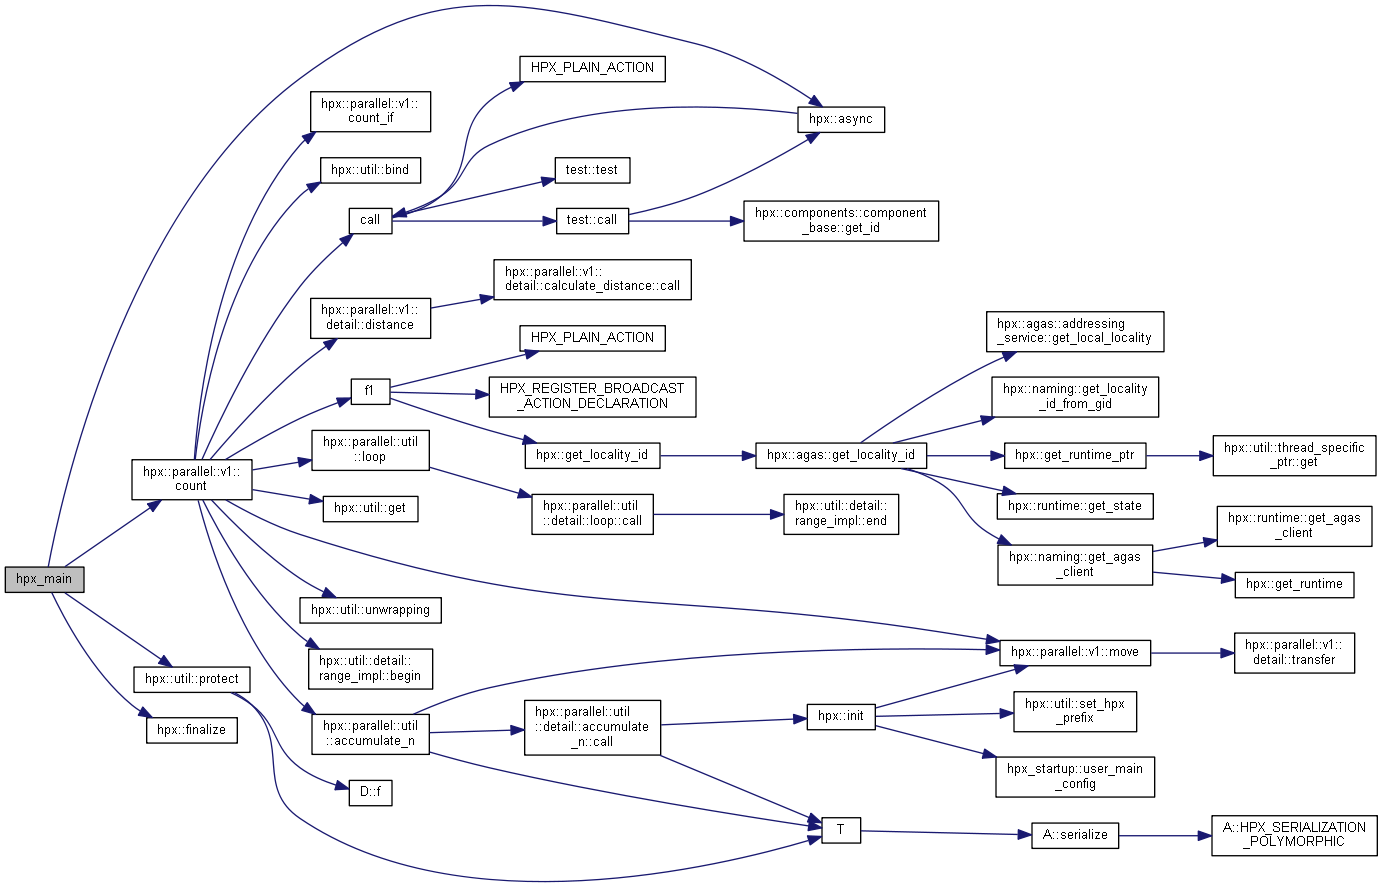 HPX_PLAIN_ACTION
hpx::parallel::v1::
count_if
hpx::async
hpx::util::bind
test::test
call
test::call
hpx::components::component
_base::get_id
hpx::parallel::v1::
detail::calculate_distance::call
hpx::parallel::v1::
detail::distance
HPX_PLAIN_ACTION
hpx::agas::addressing
_service::get_local_locality
f1
HPX_REGISTER_BROADCAST
_ACTION_DECLARATION
hpx::naming::get_locality
_id_from_gid
hpx::parallel::util
::loop
hpx::get_locality_id
hpx::agas::get_locality_id
hpx::get_runtime_ptr
hpx::util::thread_specific
_ptr::get
hpx::parallel::v1::
count
hpx::util::get
hpx::parallel::util
::detail::loop::call
hpx::util::detail::
range_impl::end
hpx::runtime::get_state
hpx::runtime::get_agas
_client
hpx::naming::get_agas
_client
hpx::get_runtime
hpx_main
hpx::util::unwrapping
hpx::util::detail::
range_impl::begin
hpx::parallel::v1::move
hpx::parallel::v1::
detail::transfer
hpx::util::protect
hpx::finalize
hpx::parallel::util
::accumulate_n
hpx::parallel::util
::detail::accumulate
_n::call
hpx::init
hpx::util::set_hpx
_prefix
hpx_startup::user_main
_config
D::f
T
A::serialize
A::HPX_SERIALIZATION
_POLYMORPHIC